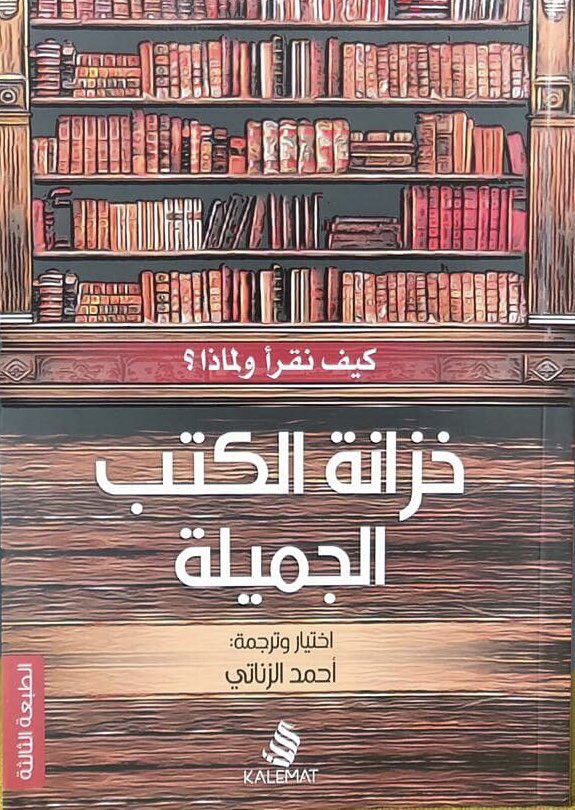 كيف نقرأ ولماذا؟
خزانة الكتب
الجميلة
اختيار وترجمة:
أحمد الزناتي
الطبعة الثالثة
KALEMAT